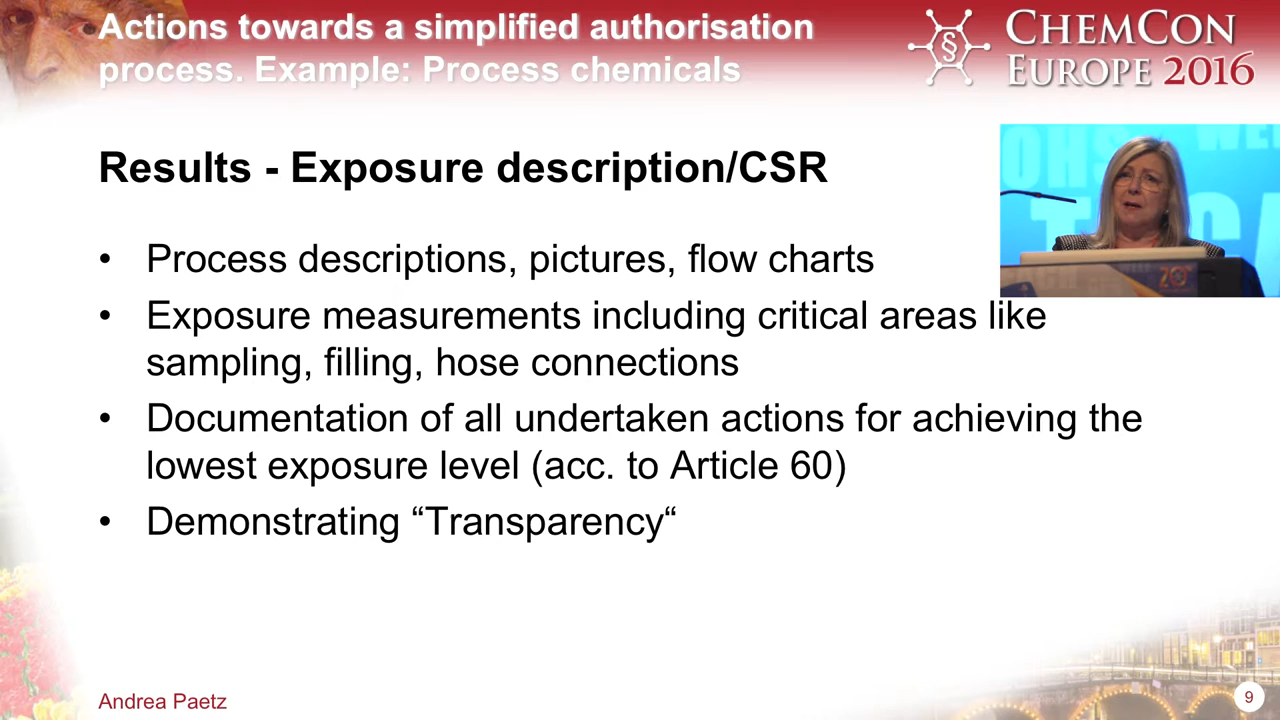 Actions towards a simplified authorisation
process. Example: Process chemicals
CHEMCON
EUROPE 2016
Results - Exposure description/CSR
• Process descriptions, pictures, flow charts
• Exposure measurements including critical areas like
sampling, filling, hose connections
• Documentation of all undertaken actions for achieving the
lowest exposure level (acc. to Article 60)
• Demonstrating “Transparency“
Andrea Paetz
9